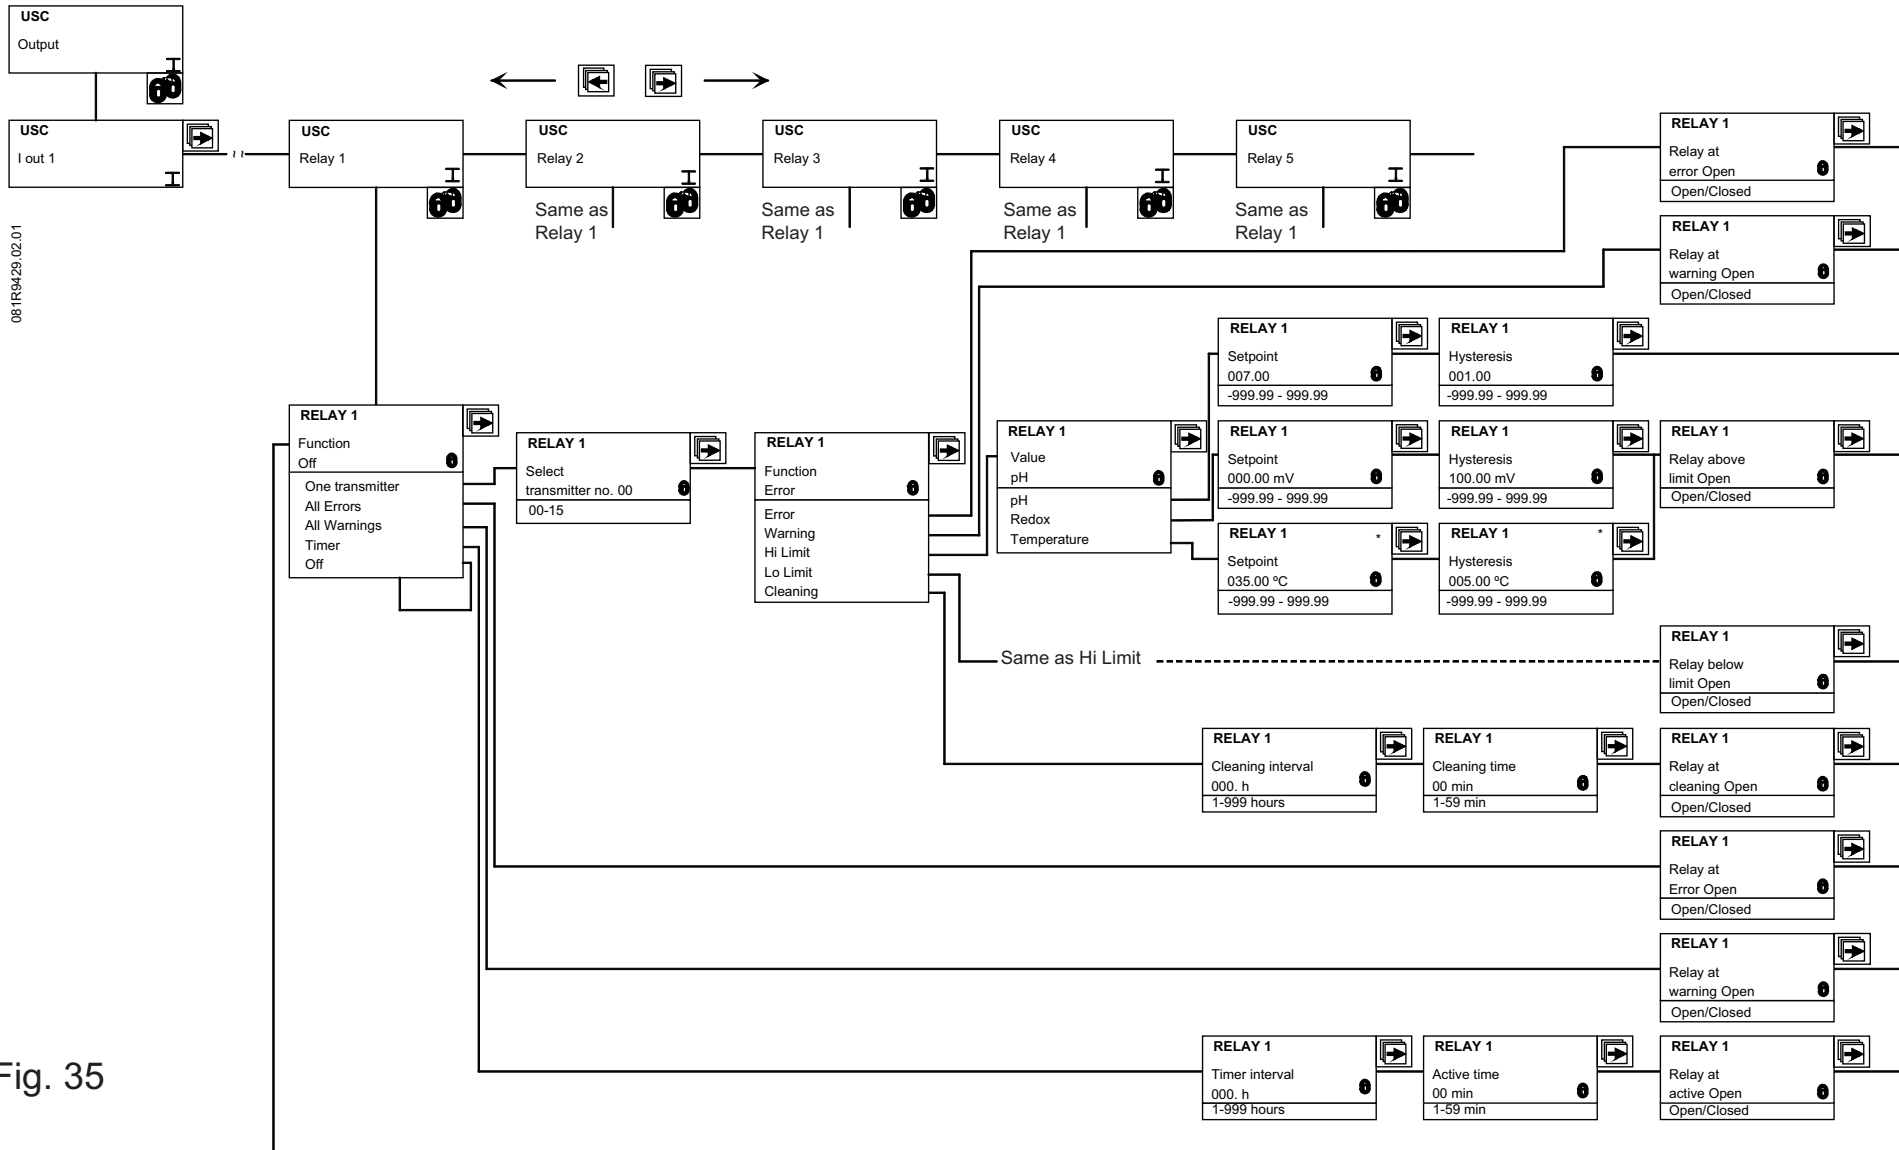 USC
Output
USC
I out 1
USC
Relay 1
USC
Relay 2
USC
Relay 3
USC
Relay 4
USC
Relay 5
Same as
Relay 1
Same as
Relay 1
Same as
Relay 1
Same as
Relay 1
081R9429.02.01
RELAY 1
Relay at
error Open
Open/Closed
RELAY 1
Relay at
warning Open
Open/Closed
RELAY 1
Setpoint
007.00
-999.99 - 999.99
RELAY 1
Hysteresis
001.00
-999.99 - 999.99
RELAY 1
Function
Off
One transmitter
All Errors
All Warnings
Timer
Off
RELAY 1
Select
transmitter no. 00
00-15
RELAY 1
Function
Error
Error
Warning
Hi Limit
Lo Limit
Cleaning
RELAY 1
Value
pH
pH
Redox
Temperature
RELAY 1
Setpoint
000.00 mV
-999.99 - 999.99
RELAY 1
Hysteresis
100.00 mV
-999.99 - 999.99
RELAY 1
Relay above
limit Open
Open/Closed
RELAY 1 *
Setpoint
035.00 ºC
-999.99 - 999.99
RELAY 1 *
Hysteresis
005.00 ºC
-999.99 - 999.99
Same as Hi Limit
RELAY 1
Relay below
limit Open
Open/Closed
RELAY 1
Cleaning interval
000. h
1-999 hours
RELAY 1
Cleaning time
00 min
1-59 min
RELAY 1
Relay at
cleaning Open
Open/Closed
RELAY 1
Relay at
Error Open
Open/Closed
RELAY 1
Relay at
warning Open
Open/Closed
RELAY 1
Timer interval
000. h
1-999 hours
RELAY 1
Active time
00 min
1-59 min
RELAY 1
Relay at
active Open
Open/Closed
Fig. 35